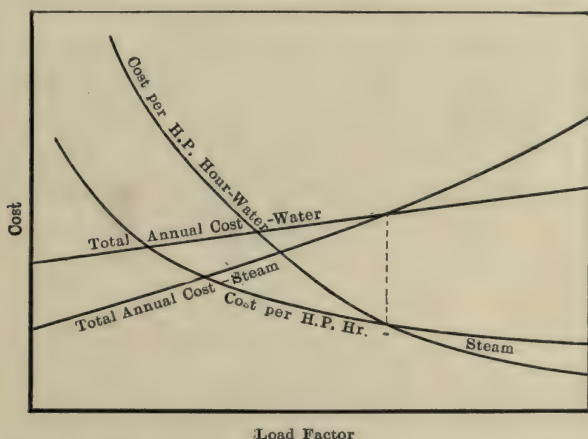 Cost per H.P. Hour-Water
Total Annual Cost-Water
Total Annual Cost-Steam
Cost per H.P. Hr.
Steam
Cost
Load Factor